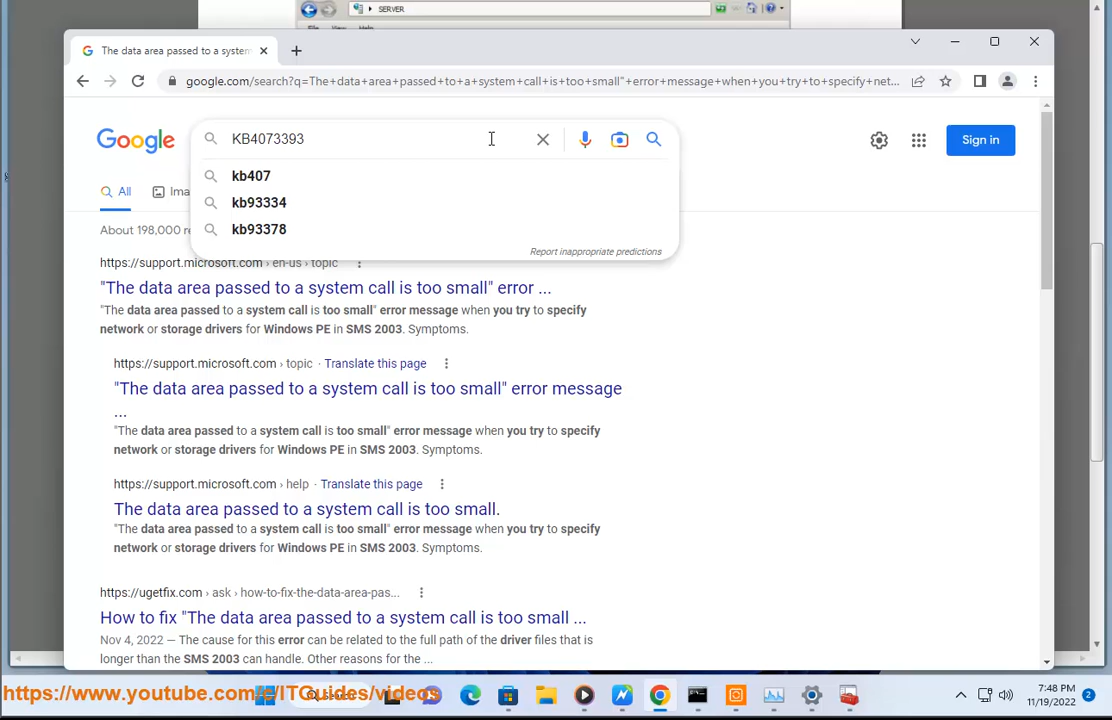 SERVER
File View Help
The data area passed to a system
google.com/search?q=The+data+area+passed+to+a+system+call+is+too+small"+error+message+when+you+try+to+specify+net...
Google
KB4073393
Sign in
kb407
kb93334
kb93378
Report inappropriate predictions
All Ima
About 198,000 re
https://support.microsoft.com › en-us › topic
"The data area passed to a system call is too small" error ...
"The data area passed to a system call is too small" error message when you try to specify
network or storage drivers for Windows PE in SMS 2003. Symptoms.
https://support.microsoft.com › topic · Translate this page
"The data area passed to a system call is too small" error message
...
"The data area passed to a system call is too small" error message when you try to specify
network or storage drivers for Windows PE in SMS 2003. Symptoms.
https://support.microsoft.com › help · Translate this page
The data area passed to a system call is too small.
"The data area passed to a system call is too small" error message when you try to specify
network or storage drivers for Windows PE in SMS 2003. Symptoms.
https://ugetfix.com › ask › how-to-fix-the-data-area-pas...
How to fix "The data area passed to a system call is too small ...
Nov 4, 2022 — The cause for this error can be related to the full path of the driver files that is
longer than the SMS 2003 can handle. Other reasons for the ...
https://www.youtube.com/c/ITGuides/videos
7:48 PM
11/19/2022
2